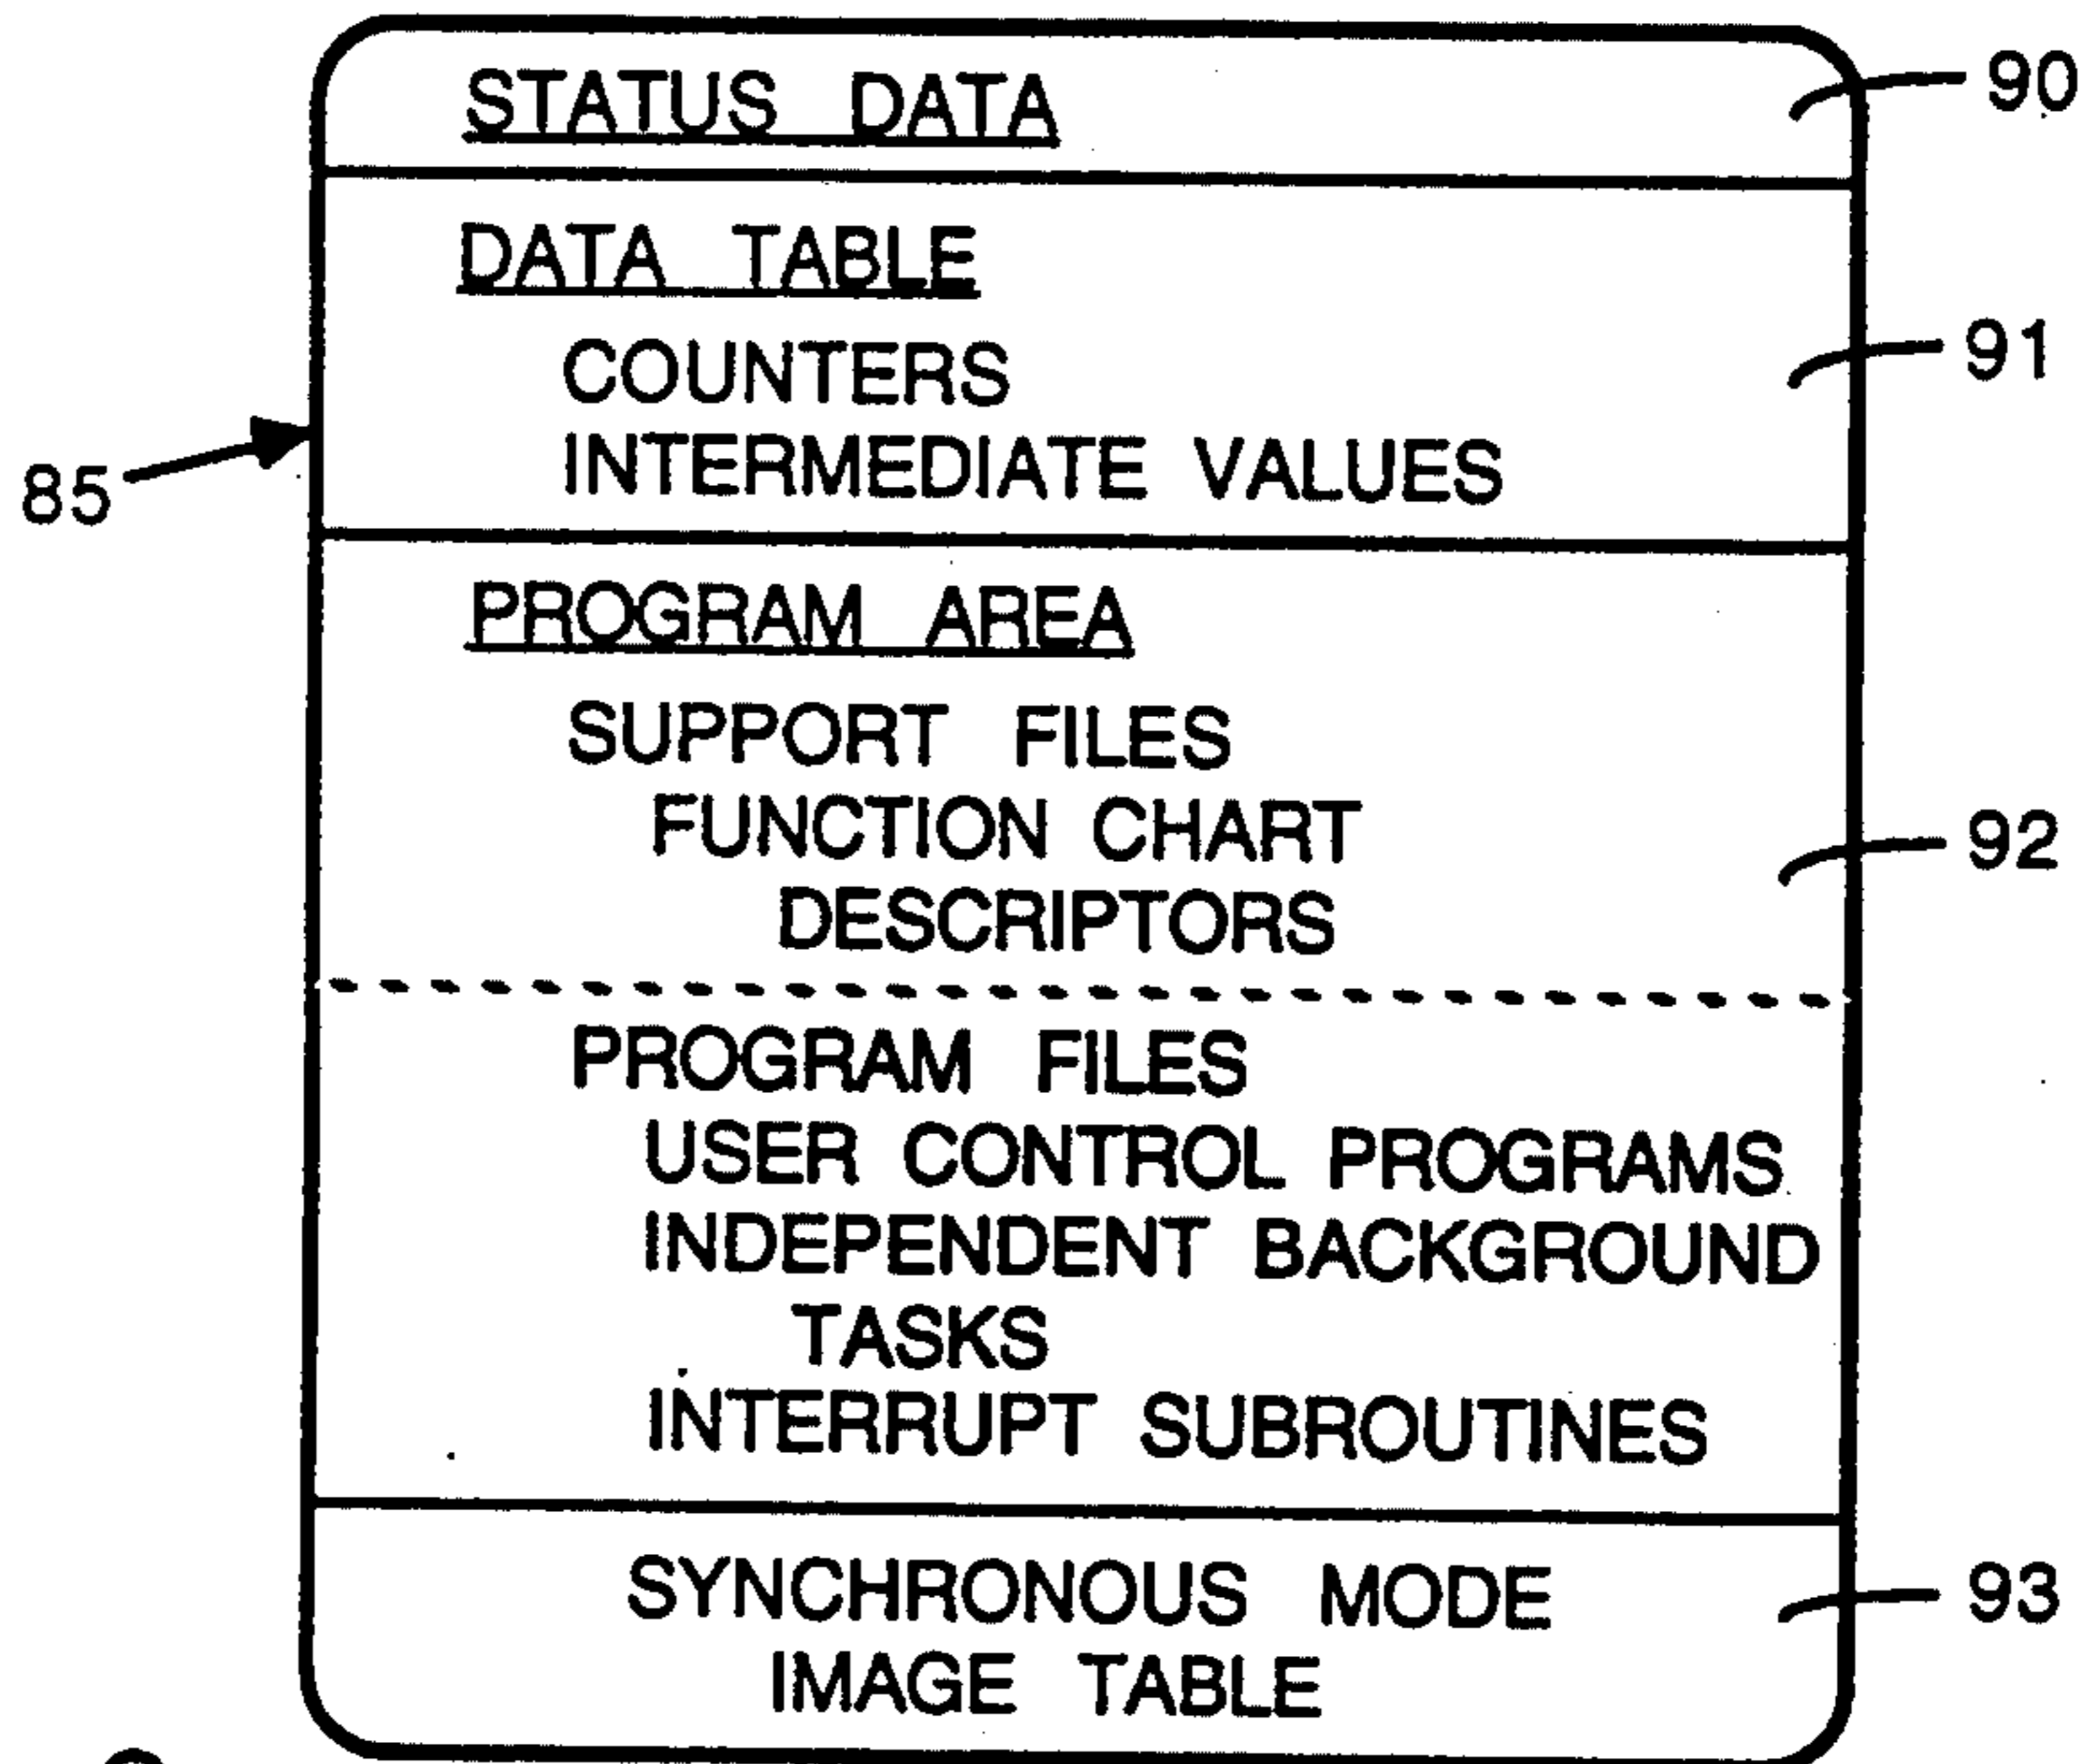 STATUS DATA
90
DATA TABLE
COUNTERS
91
INTERMEDIATE VALUES
85
PROGRAM AREA
SUPPORT FILES
FUNCTION CHART
92
DESCRIPTORS
PROGRAM FILES
USER CONTROL PROGRAMS
INDEPENDENT BACKGROUND
TASKS
INTERRUPT SUBROUTINES
SYNCHRONOUS MODE
93
IMAGE TABLE